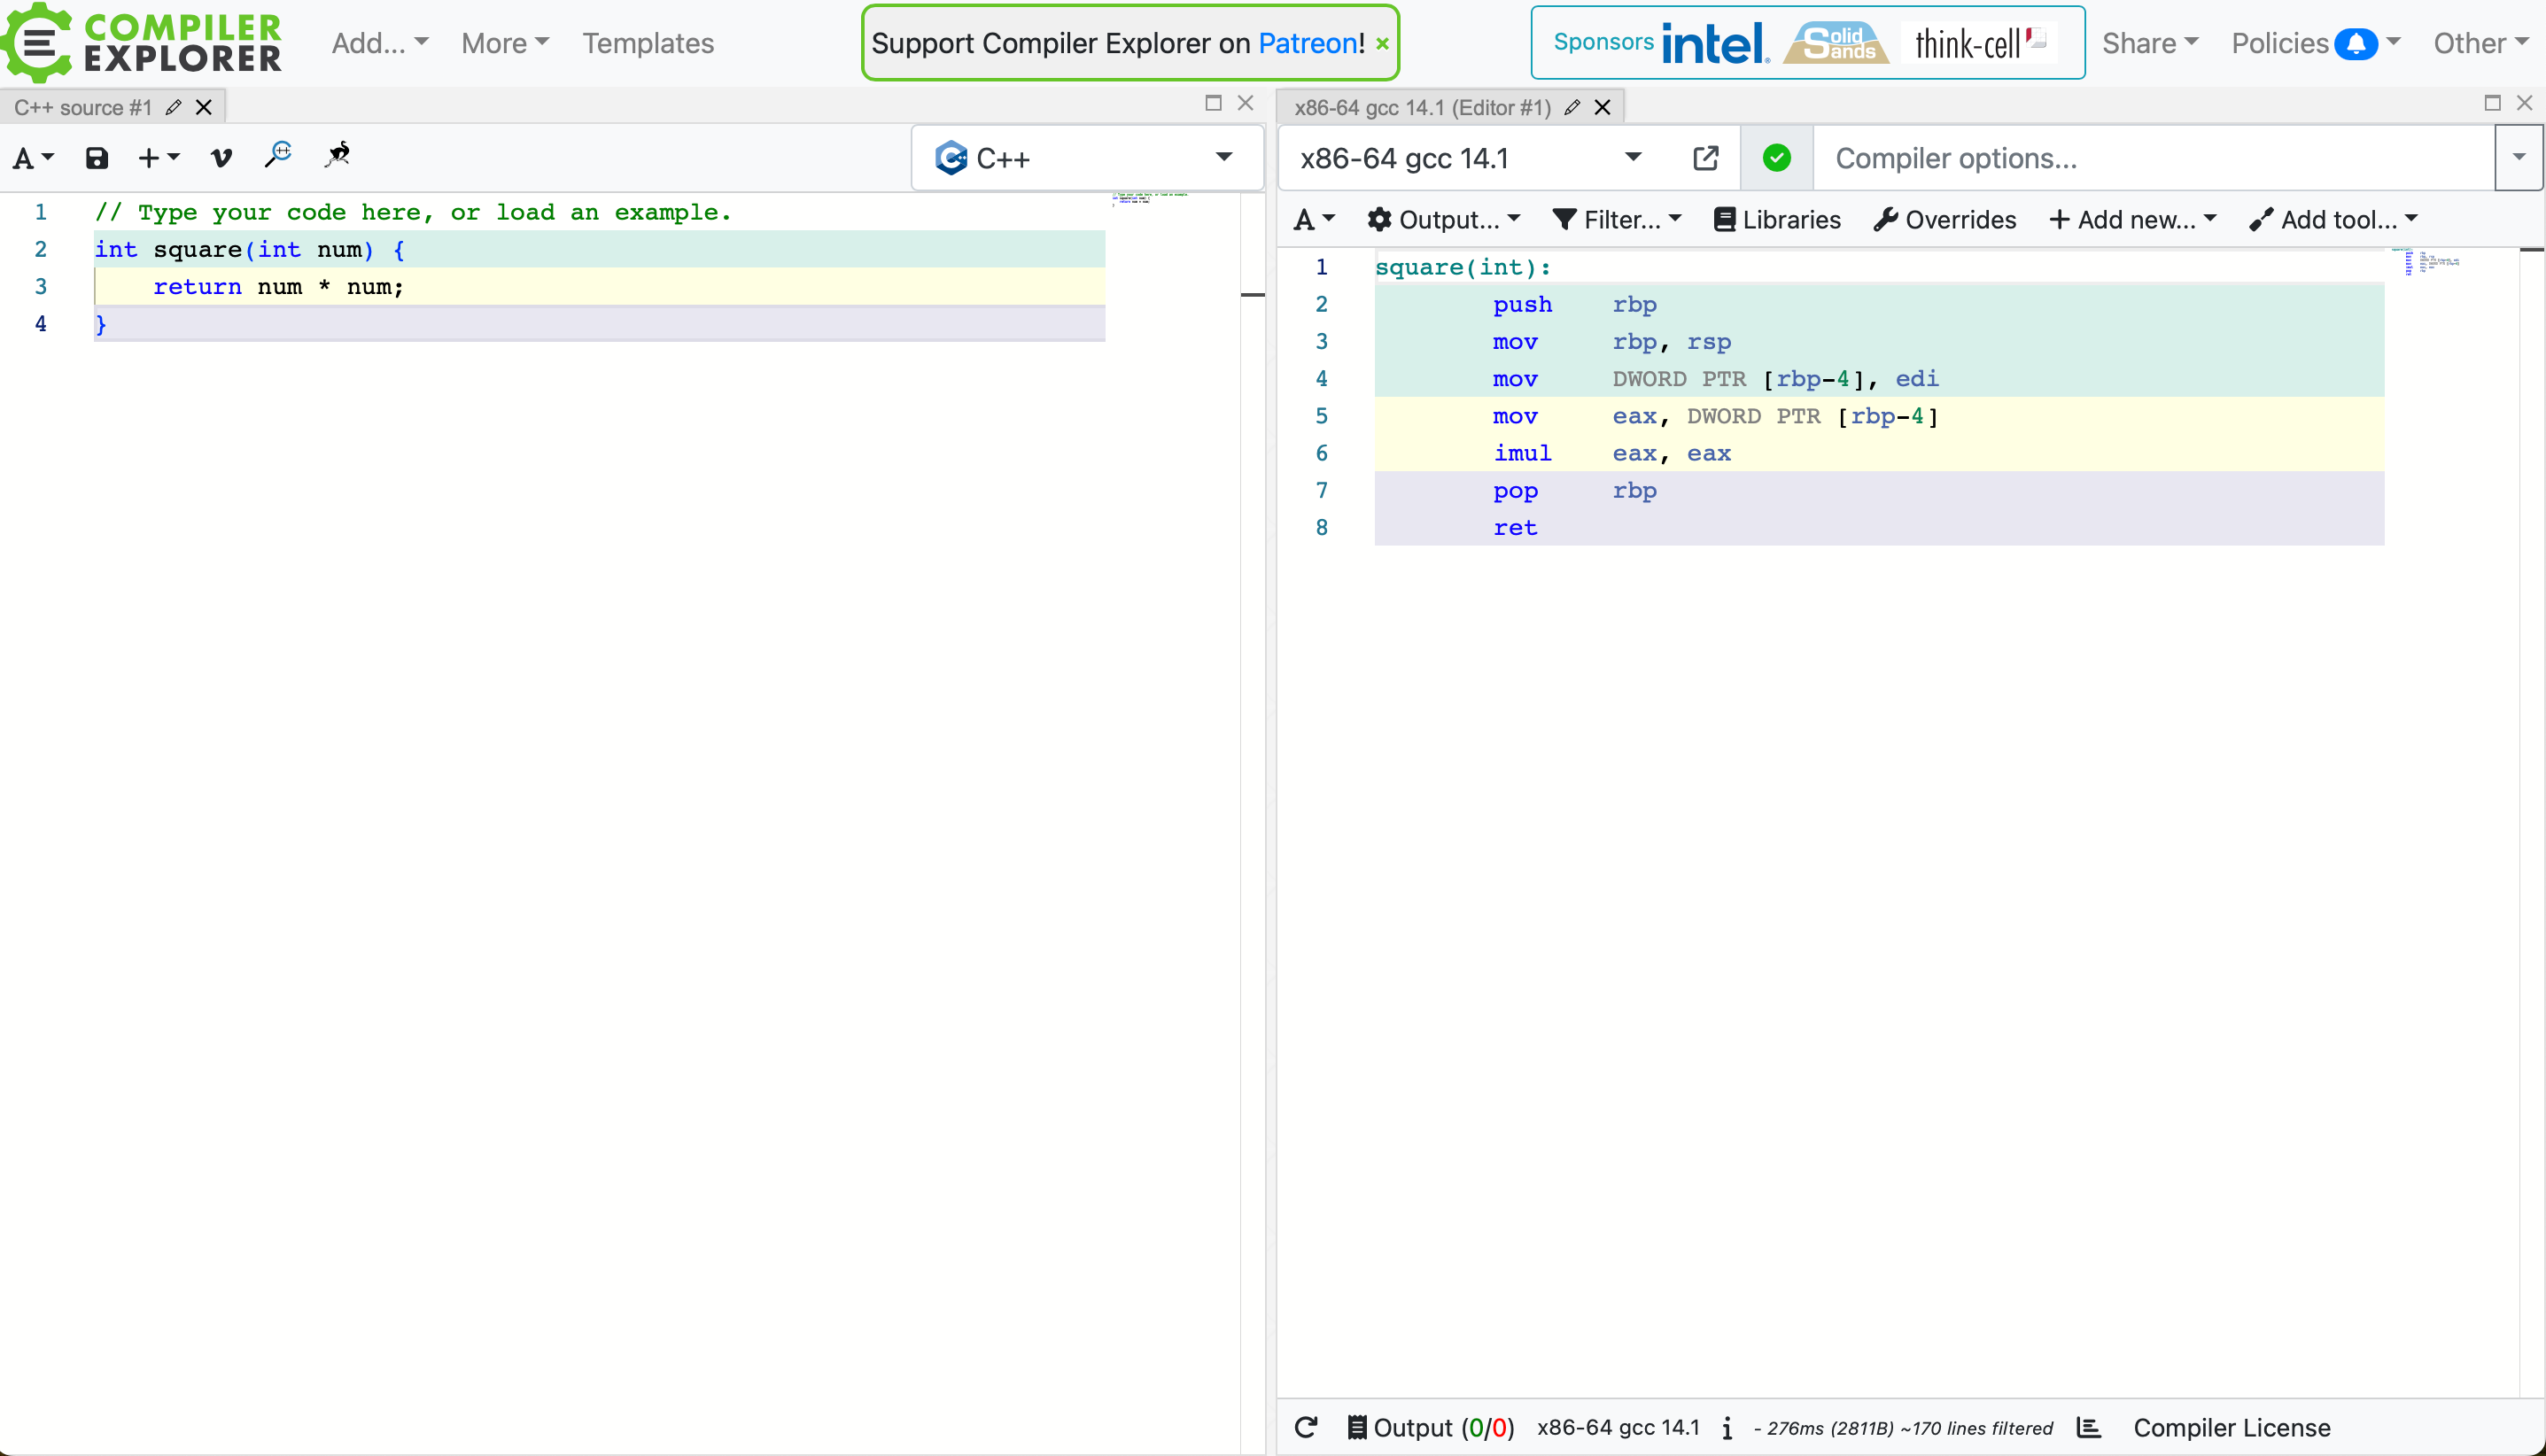 COMPILER
EXPLORER
Add...
More
Templates
Support Compiler Explorer on Patreon! ×
Sponsors intel. Solid Sands think-cell
Share
Policies
Other
C++ source #1
A
C++
1 // Type your code here, or load an example.
2 int square(int num) {
3     return num * num;
4 }
x86-64 gcc 14.1 (Editor #1)
x86-64 gcc 14.1
Compiler options...
A Output... Filter... Libraries Overrides + Add new... Add tool...
1 square(int):
2         push    rbp
3         mov     rbp, rsp
4         mov     DWORD PTR [rbp-4], edi
5         mov     eax, DWORD PTR [rbp-4]
6         imul    eax, eax
7         pop     rbp
8         ret
Output (0/0) x86-64 gcc 14.1 i - 276ms (2811B) ~170 lines filtered Compiler License